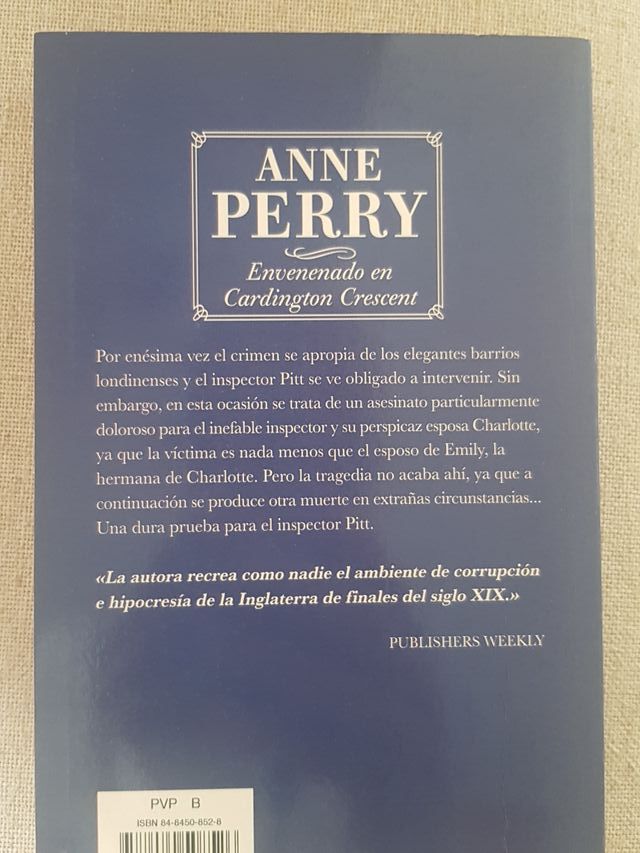 ANNE
PERRY
Envenenado en
Cardington Crescent
Por enésima vez el crimen se apropia de los elegantes barrios
londinenses y el inspector Pitt se ve obligado a intervenir. Sin
embargo, en esta ocasión se trata de un asesinato particularmente
doloroso para el inefable inspector y su perspicaz esposa Charlotte,
ya que la víctima es nada menos que el esposo de Emily, la
hermana de Charlotte. Pero la tragedia no acaba ahí, ya que a
continuación se produce otra muerte en extrañas circunstancias...
Una dura prueba para el inspector Pitt.
«La autora recrea como nadie el ambiente de corrupción
e hipocresía de la Inglaterra de finales del siglo XIX.»
PUBLISHERS WEEKLY
PVP B
ISBN 84-8450-852-8